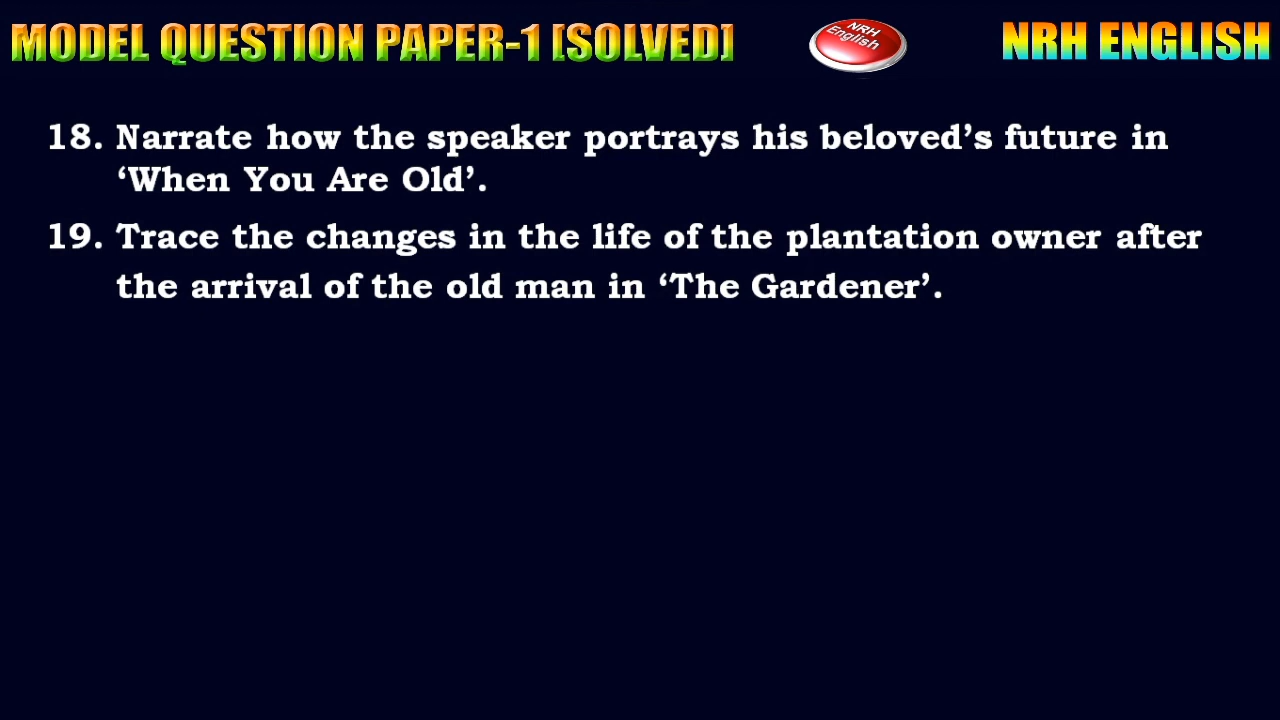 MODEL QUESTION PAPER-1 [SOLVED]
NRH
English
NRH ENGLISH
18. Narrate how the speaker portrays his beloved’s future in
‘When You Are Old’.
19. Trace the changes in the life of the plantation owner after
the arrival of the old man in ‘The Gardener’.